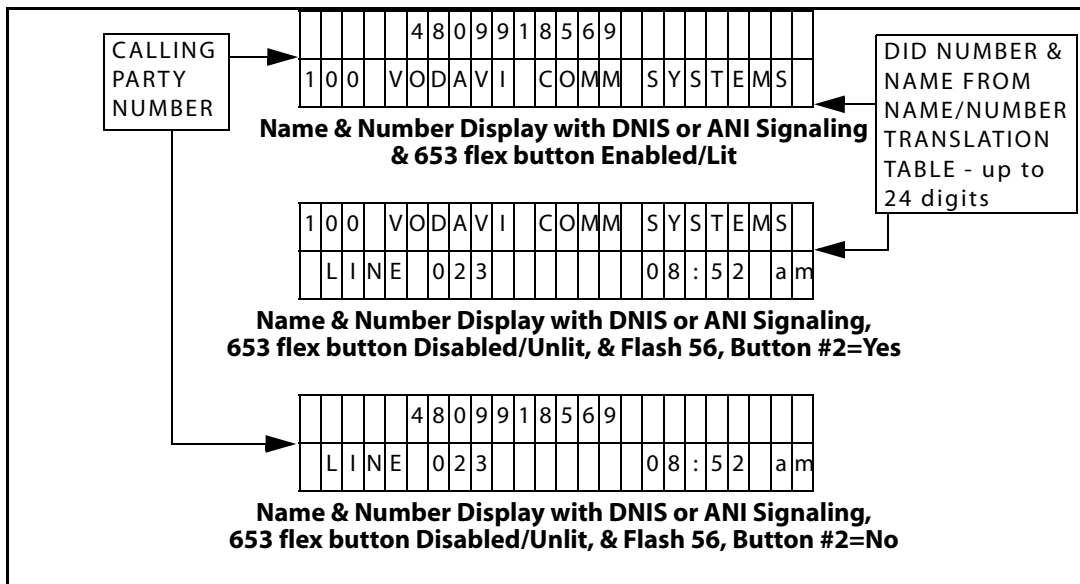 CALLING
PARTY
NUMBER
4809918569
100 VODAVI COMM SYSTEMS
Name & Number Display with DNIS or ANI Signaling
& 653 flex button Enabled/Lit
DID NUMBER &
NAME FROM
NAME/NUMBER
TRANSLATION
TABLE - up to
24 digits
100 VODAVI COMM SYSTEMS
LINE 023 08:52 am
Name & Number Display with DNIS or ANI Signaling,
653 flex button Disabled/Unlit, & Flash 56, Button #2=Yes
4809918569
LINE 023 08:52 am
Name & Number Display with DNIS or ANI Signaling,
653 flex button Disabled/Unlit, & Flash 56, Button #2=No